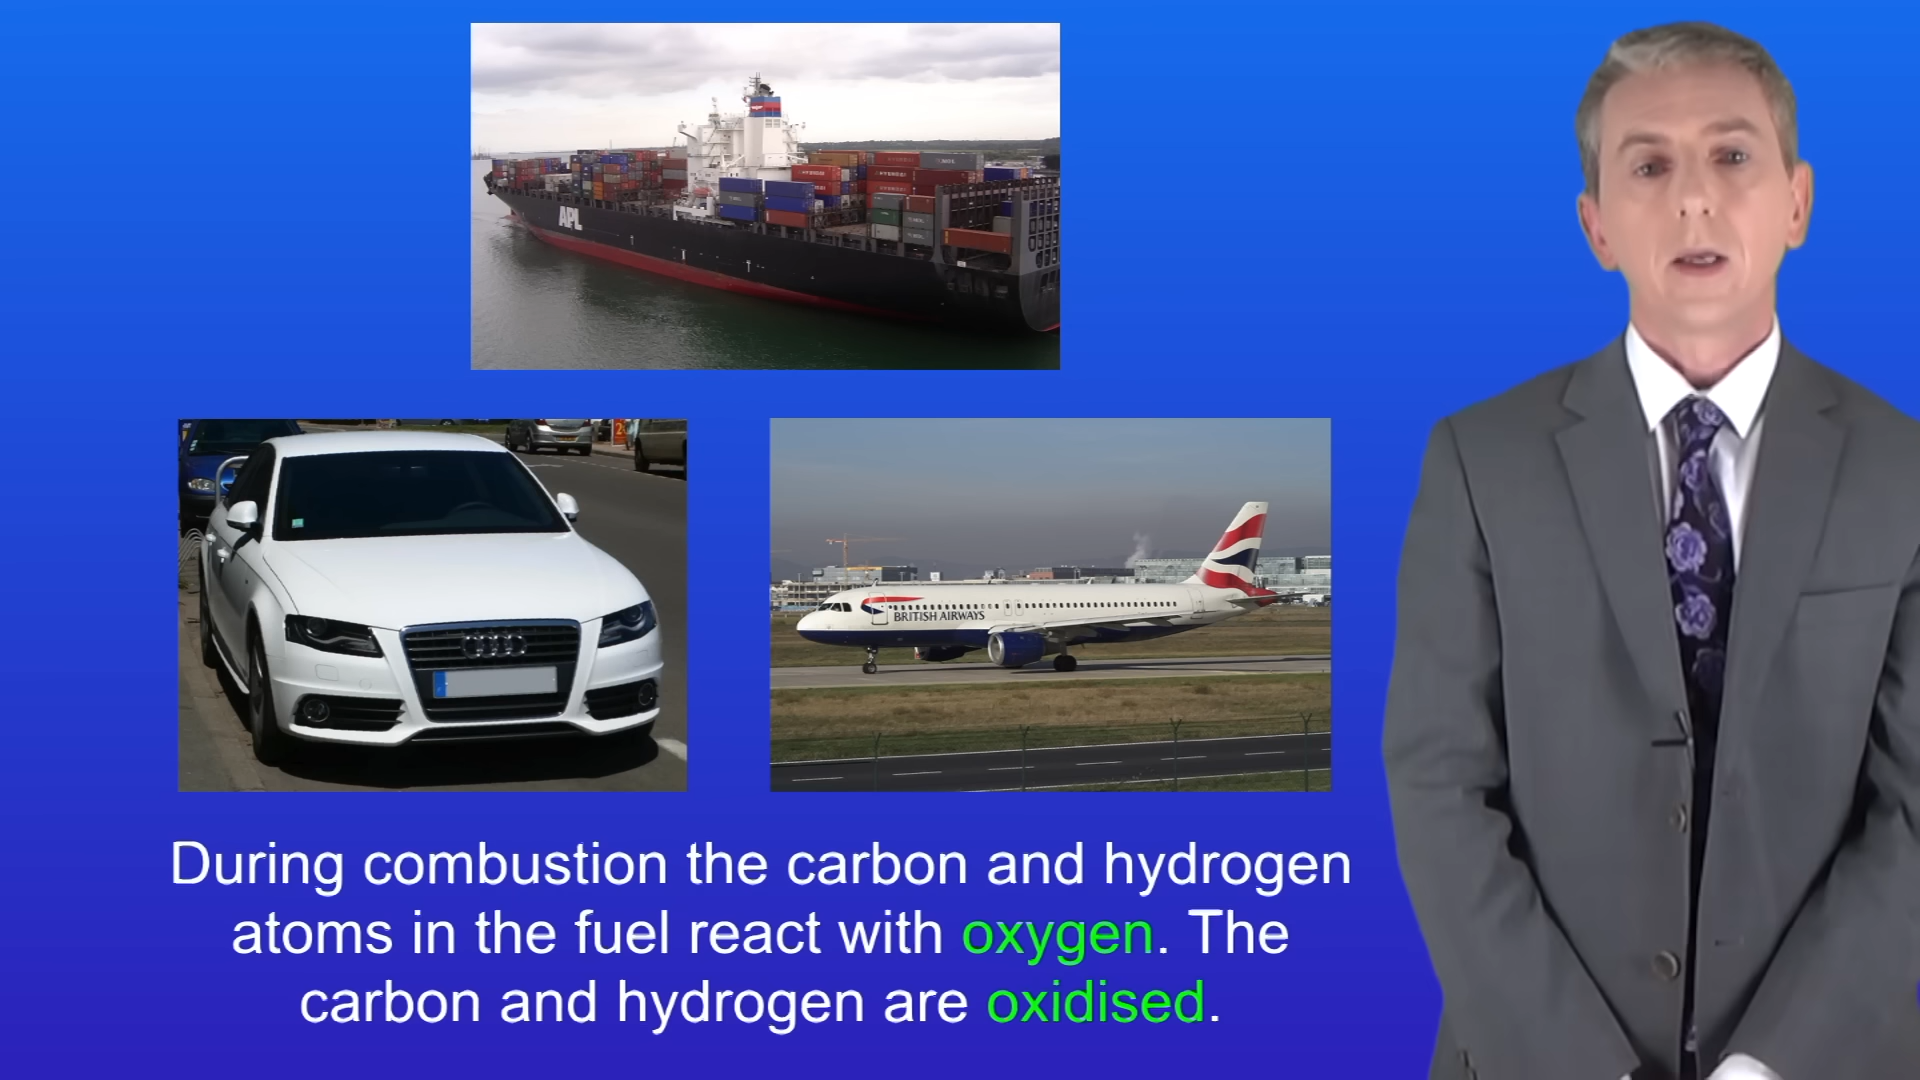 APL
BRITISH AIRWAYS
During combustion the carbon and hydrogen
atoms in the fuel react with oxygen. The
carbon and hydrogen are oxidised.